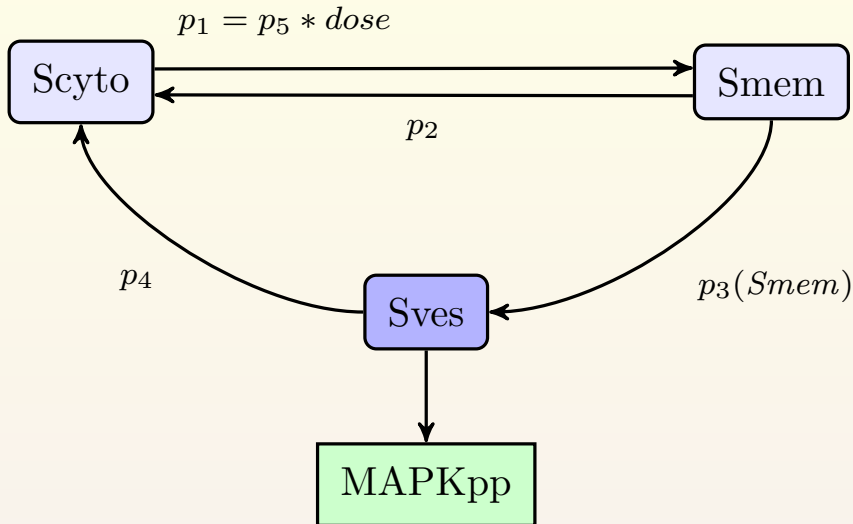 p₁ = p₅ * dose
Scyto
Smem
p₂
p₄
p₃(Smem)
Sves
MAPKpp